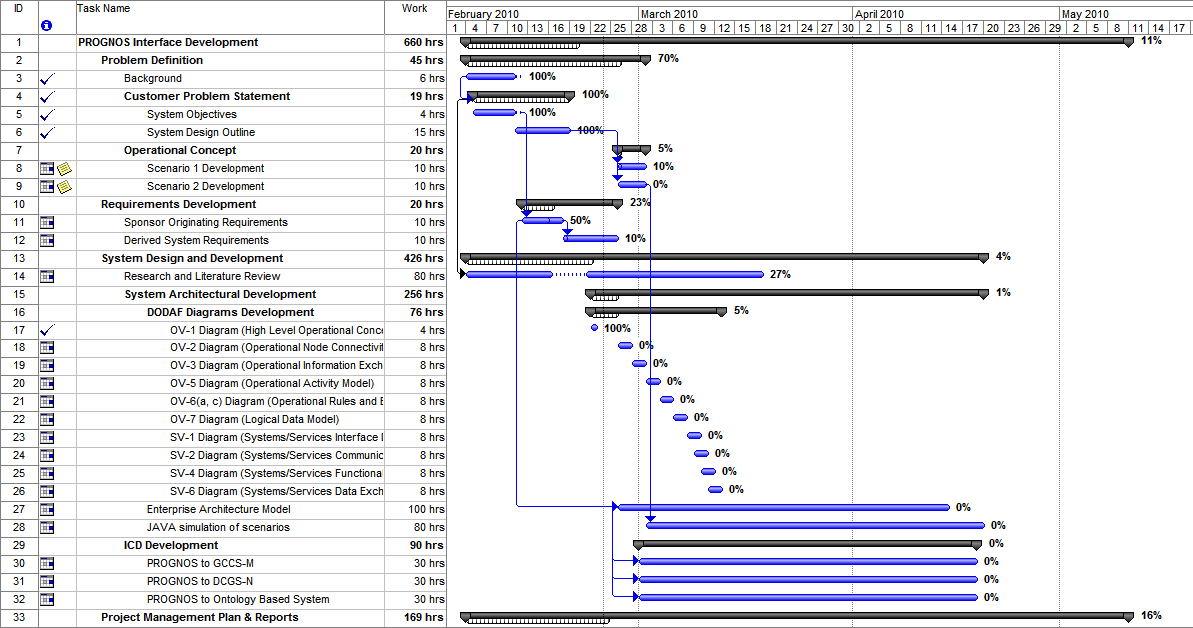 ID Task Name Work February 2010 March 2010 April 2010 May 2010
1 4 7 10 13 16 19 22 25 28 3 6 9 12 15 18 21 24 27 30 2 5 8 11 14 17 20 23 26 29 2 5 8 11 14 17
1 PROGNOS Interface Development 660 hrs 11%
2 Problem Definition 45 hrs 70%
3 Background 6 hrs 100%
4 Customer Problem Statement 19 hrs 100%
5 System Objectives 4 hrs 100%
6 System Design Outline 15 hrs 100%
7 Operational Concept 20 hrs 5%
8 Scenario 1 Development 10 hrs 10%
9 Scenario 2 Development 10 hrs 0%
10 Requirements Development 20 hrs 23%
11 Sponsor Originating Requirements 10 hrs 50%
12 Derived System Requirements 10 hrs 10%
13 System Design and Development 426 hrs 4%
14 Research and Literature Review 80 hrs 27%
15 System Architectural Development 256 hrs 1%
16 DODAF Diagrams Development 76 hrs 5%
17 OV-1 Diagram (High Level Operational Conce 4 hrs 100%
18 OV-2 Diagram (Operational Node Connectivit 8 hrs 0%
19 OV-3 Diagram (Operational Information Exch 8 hrs 0%
20 OV-5 Diagram (Operational Activity Model) 8 hrs 0%
21 OV-6(a, c) Diagram (Operational Rules and E 8 hrs 0%
22 OV-7 Diagram (Logical Data Model) 8 hrs 0%
23 SV-1 Diagram (Systems/Services Interface I 8 hrs 0%
24 SV-2 Diagram (Systems/Services Communic 8 hrs 0%
25 SV-4 Diagram (Systems/Services Functional 8 hrs 0%
26 SV-6 Diagram (Systems/Services Data Exch 8 hrs 0%
27 Enterprise Architecture Model 100 hrs 0%
28 JAVA simulation of scenarios 80 hrs 0%
29 ICD Development 90 hrs 0%
30 PROGNOS to GCCS-M 30 hrs 0%
31 PROGNOS to DCGS-N 30 hrs 0%
32 PROGNOS to Ontology Based System 30 hrs 0%
33 Project Management Plan & Reports 169 hrs 16%